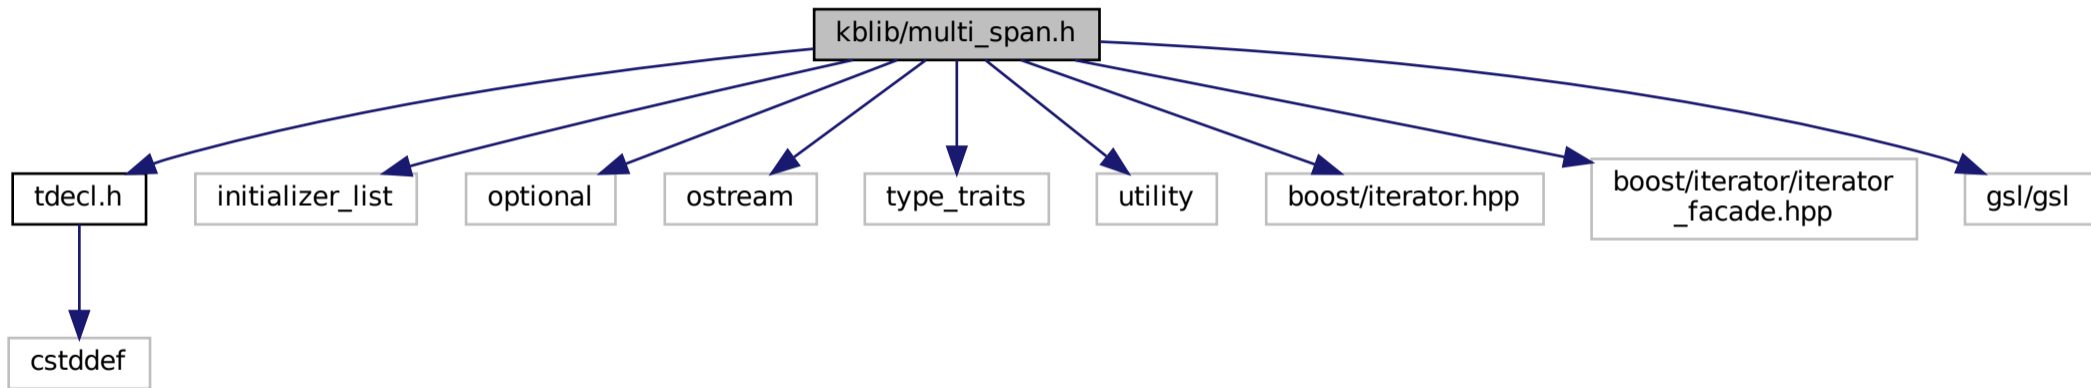 kblib/multi_span.h
tdecl.h
initializer_list
optional
ostream
type_traits
utility
boost/iterator.hpp
boost/iterator/iterator
_facade.hpp
gsl/gsl
cstddef